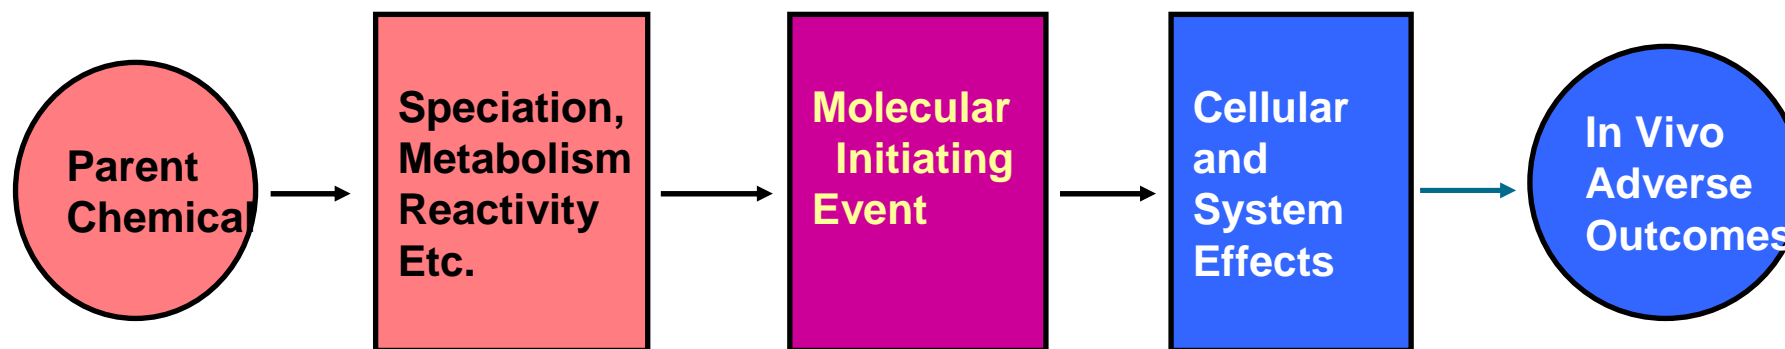 Parent
Chemical
Speciation,
Metabolism
Reactivity
Etc.
Molecular
Initiating
Event
Cellular
and
System
Effects
In Vivo
Adverse
Outcomes